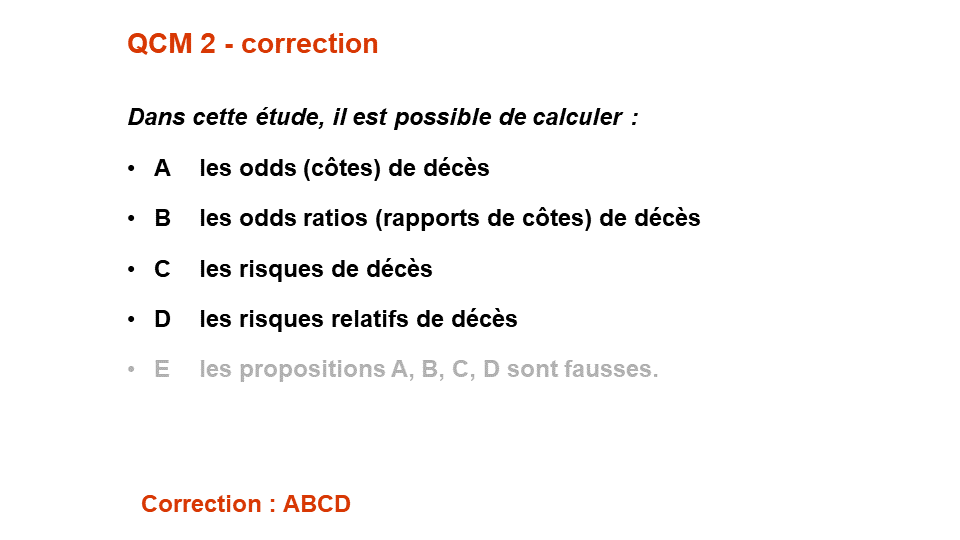 QCM 2 - correction
Dans cette étude, il est possible de calculer :
• A les odds (côtes) de décès
• B les odds ratios (rapports de côtes) de décès
• C les risques de décès
• D les risques relatifs de décès
• E les propositions A, B, C, D sont fausses.
Correction : ABCD